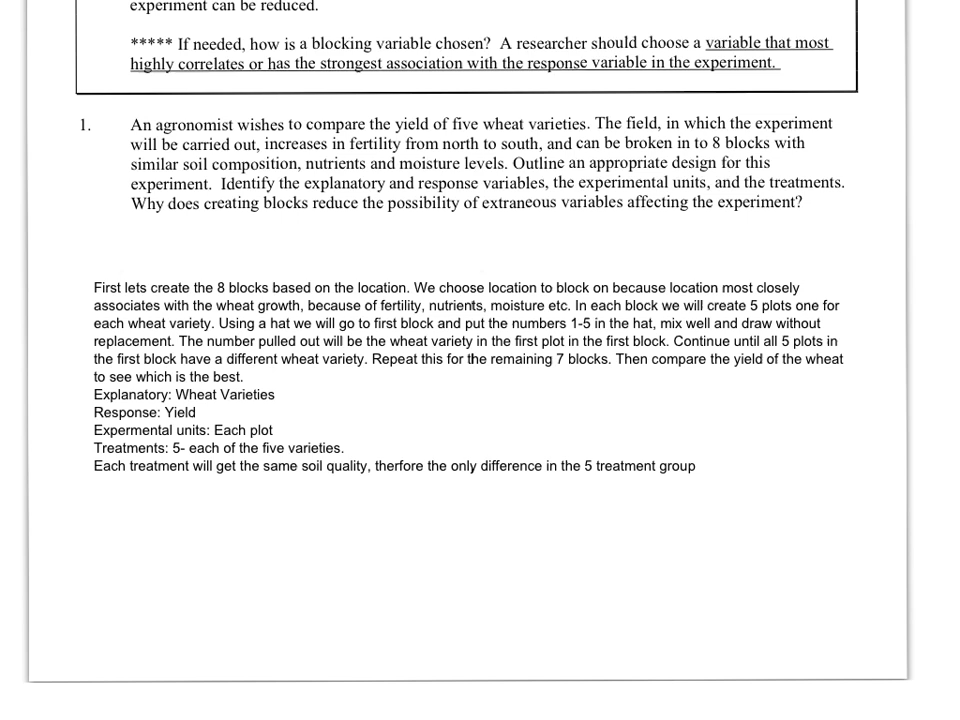 experiment can be reduced.
***** If needed, how is a blocking variable chosen? A researcher should choose a variable that most
highly correlates or has the strongest association with the response variable in the experiment.
1. An agronomist wishes to compare the yield of five wheat varieties. The field, in which the experiment
will be carried out, increases in fertility from north to south, and can be broken in to 8 blocks with
similar soil composition, nutrients and moisture levels. Outline an appropriate design for this
experiment. Identify the explanatory and response variables, the experimental units, and the treatments.
Why does creating blocks reduce the possibility of extraneous variables affecting the experiment?
First lets create the 8 blocks based on the location. We choose location to block on because location most closely
associates with the wheat growth, because of fertility, nutrients, moisture etc. In each block we will create 5 plots one for
each wheat variety. Using a hat we will go to first block and put the numbers 1-5 in the hat, mix well and draw without
replacement. The number pulled out will be the wheat variety in the first plot in the first block. Continue until all 5 plots in
the first block have a different wheat variety. Repeat this for the remaining 7 blocks. Then compare the yield of the wheat
to see which is the best.
Explanatory: Wheat Varieties
Response: Yield
Expermental units: Each plot
Treatments: 5- each of the five varieties.
Each treatment will get the same soil quality, therfore the only difference in the 5 treatment group